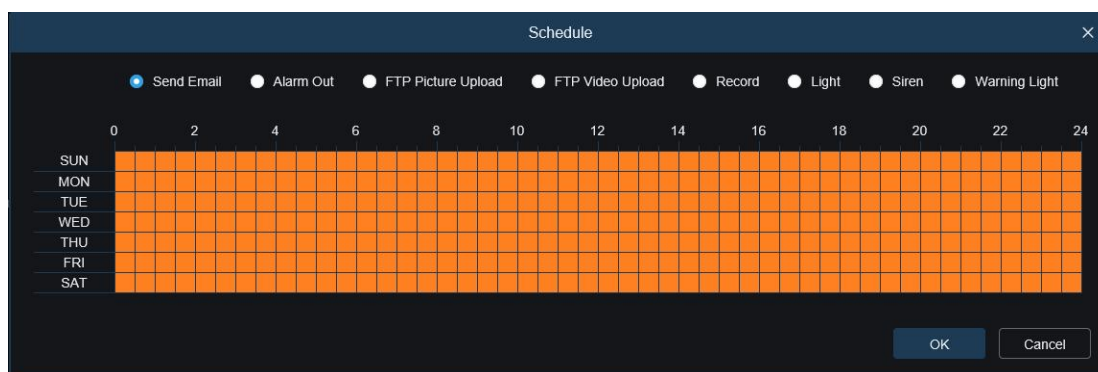 Schedule
Send Email Alarm Out FTP Picture Upload FTP Video Upload Record Light Siren Warning Light
0 2 4 6 8 10 12 14 16 18 20 22 24
SUN
MON
TUE
WED
THU
FRI
SAT
OK Cancel